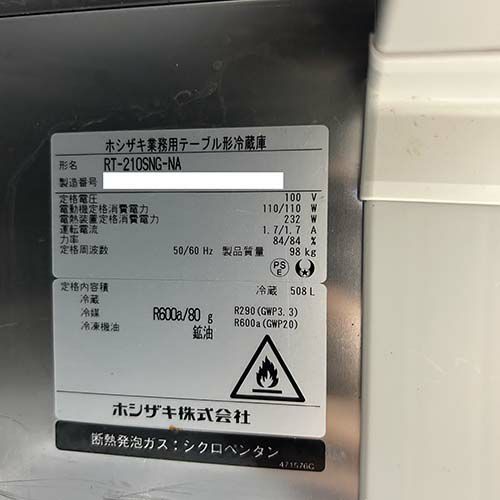 ホシザキ業務用テーブル形冷蔵庫
形名 RT-210SNG-NA
製造番号
定格電圧 100 V
電動機定格消費電力 110/110 W
電熱装置定格消費電力 232 W
運転電流 1.7/1.7 A
力率 84/84 %
定格周波数 50/60 Hz 製品質量 98 kg
PSE
定格内容積 冷蔵 508 L
冷蔵
冷媒 R600a/80 g R290(GWP3.3)
冷凍機油 鉱油 R600a(GWP20)
ホシザキ株式会社
断熱発泡ガス：シクロペンタン
471576C